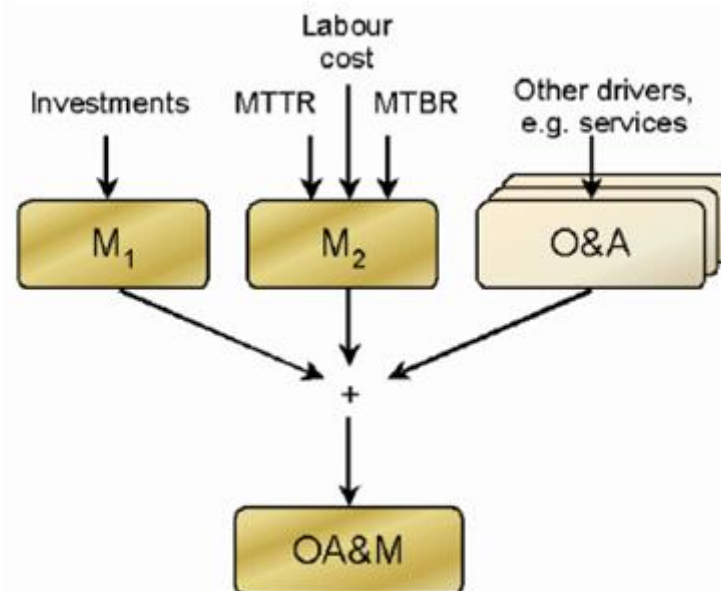 Labour
cost
Investments
MTTR
MTBR
Other drivers,
e.g. services
M₁
M₂
O&A
+
OA&M